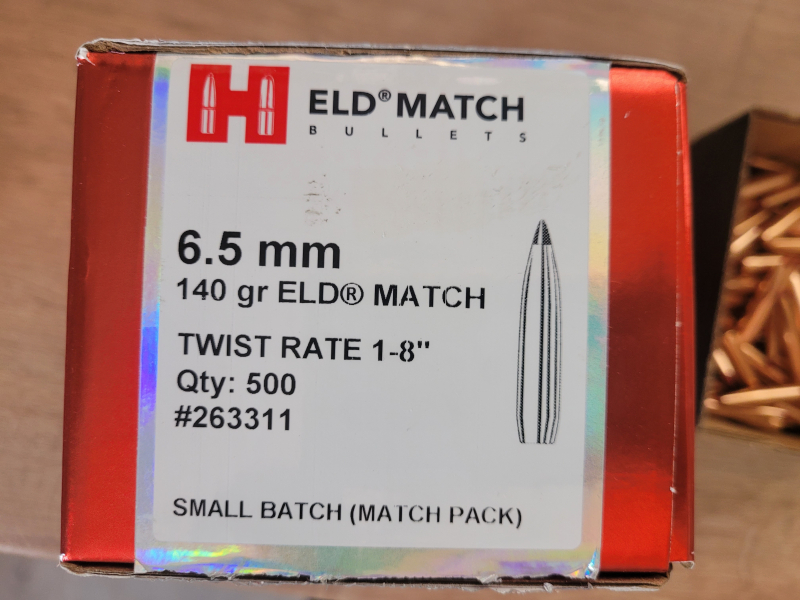 H
ELD® MATCH
BULLETS
6.5 mm
140 gr ELD® MATCH
TWIST RATE 1-8"
Qty: 500
#263311
SMALL BATCH (MATCH PACK)